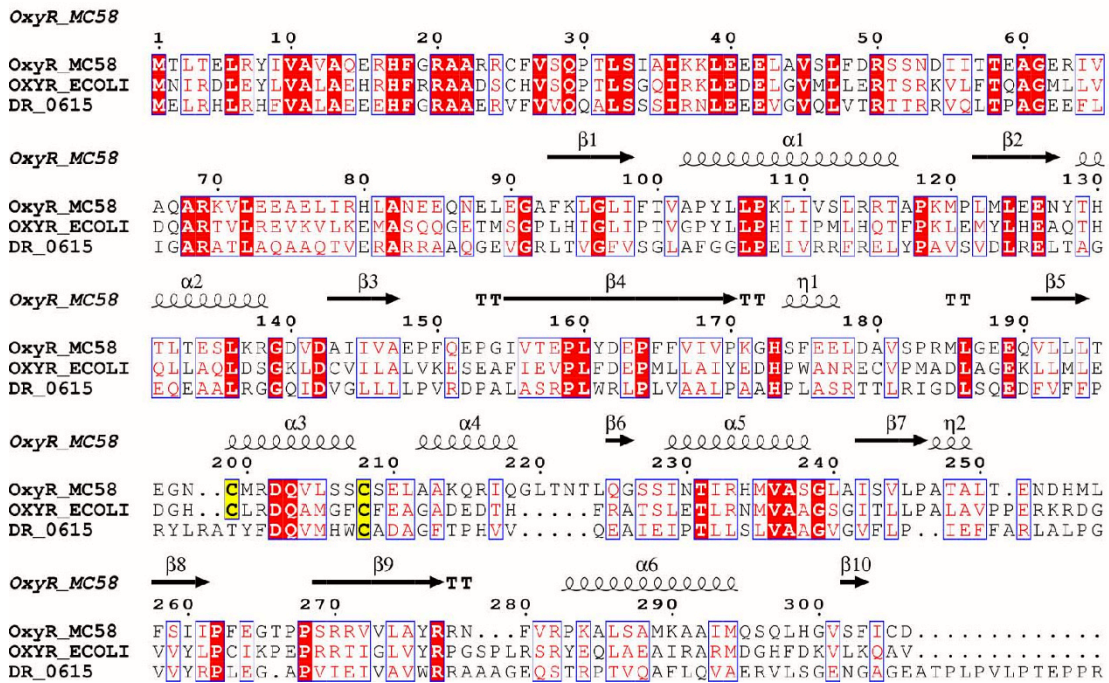 OxyR_MC58
1 10 20 30 40 50 60
OxyR_MC58 MTLTELRYIVAVAQERHFGRAARRCFVSQPTLSIAIKKLEEELAVSLFDRSSNDIITTEAGERIV
OXYR_ECOLI MNIRDLEYLVALAEHRHFRRAADSCHVSQPTLSGQIRKLEDELGVMLLERTSRKVLFTQAGMLLV
DR_0615 MELRHLRHFVALAEEEHFGRAAERVFVVQQALSSSIRNLEEEVGVQLVTRTTRRVQLTPAGEEFL
OxyR_MC58 β1 α1 β2
70 80 90 100 110 120 130
OxyR_MC58 AQARKVLEEAELIRHLANEEQNELEGAFKLGLIFTVAPYLLPKLIVSLRRTAPKMPLMLEENYTH
OXYR_ECOLI DQARTVLREVKVLKEMASQQGETMSGPLHIGLIPTVGPYLLPHIIPMLHQTFPKLEMYLHEAQTH
DR_0615 IGARATLAQAAQTVERARRAAQGEVGRLTVGFVSGLAFGGLPEIVRRFRELYPAVSVDLRELTAG
OxyR_MC58 α2 β3 TT β4 TT η1 TT β5
140 150 160 170 180 190
OxyR_MC58 TLTESLKRGDVDAIIVAEPFQEPGIVTEPLYDEPFFVIVPKGHSFEELDAVSPRMLGEEQVLLLT
OXYR_ECOLI QLLAQLDSGKLDCVILALVKESEAFIEVPLFDEPMLLAIYEDHPWANRECVPMADLAGEKLLMLE
DR_0615 EQEAALRGGQIDVGLLLLPVRDPALASRPLWRLPLVAALPAAHPLASRTTLRIGDLSQEDFVFFP
OxyR_MC58 α3 α4 β6 α5 β7 η2
200 210 220 230 240 250
OxyR_MC58 EGN..CMRDQVLSSCSELAAKQRIQGLTNTLQGSSINTIRHMVASGLAISVLPATALT.ENDHML
OXYR_ECOLI DGH..CLRDQAMGFCFEAGADEDTH.....FRATSLETLRNMVAAGSGITLLPALAVPPERKRDG
DR_0615 RYLRATYFDQVMHWCADAGFTPHVV.....QEAIEIPTLLSLVAAGVGVFLP..IEFFARLALPG
OxyR_MC58 β8 β9 TT α6 β10
260 270 280 290 300
OxyR_MC58 FSIIPFEGTPPSRRVVLAYRRN...FVRPKALSAMKAAIMQSQLHGVSFICD.............
OXYR_ECOLI VVYLPCIKPEPRRTIGLVYRPGSPLRSRYEQLAEAIRARMDGHFDKVLKQAV.............
DR_0615 VVYRPLEG.APVIEIVAVWRRAAAGEQSTRPTVQAFLQVAERVLSGENGAGEATPLPVLPTEPPR